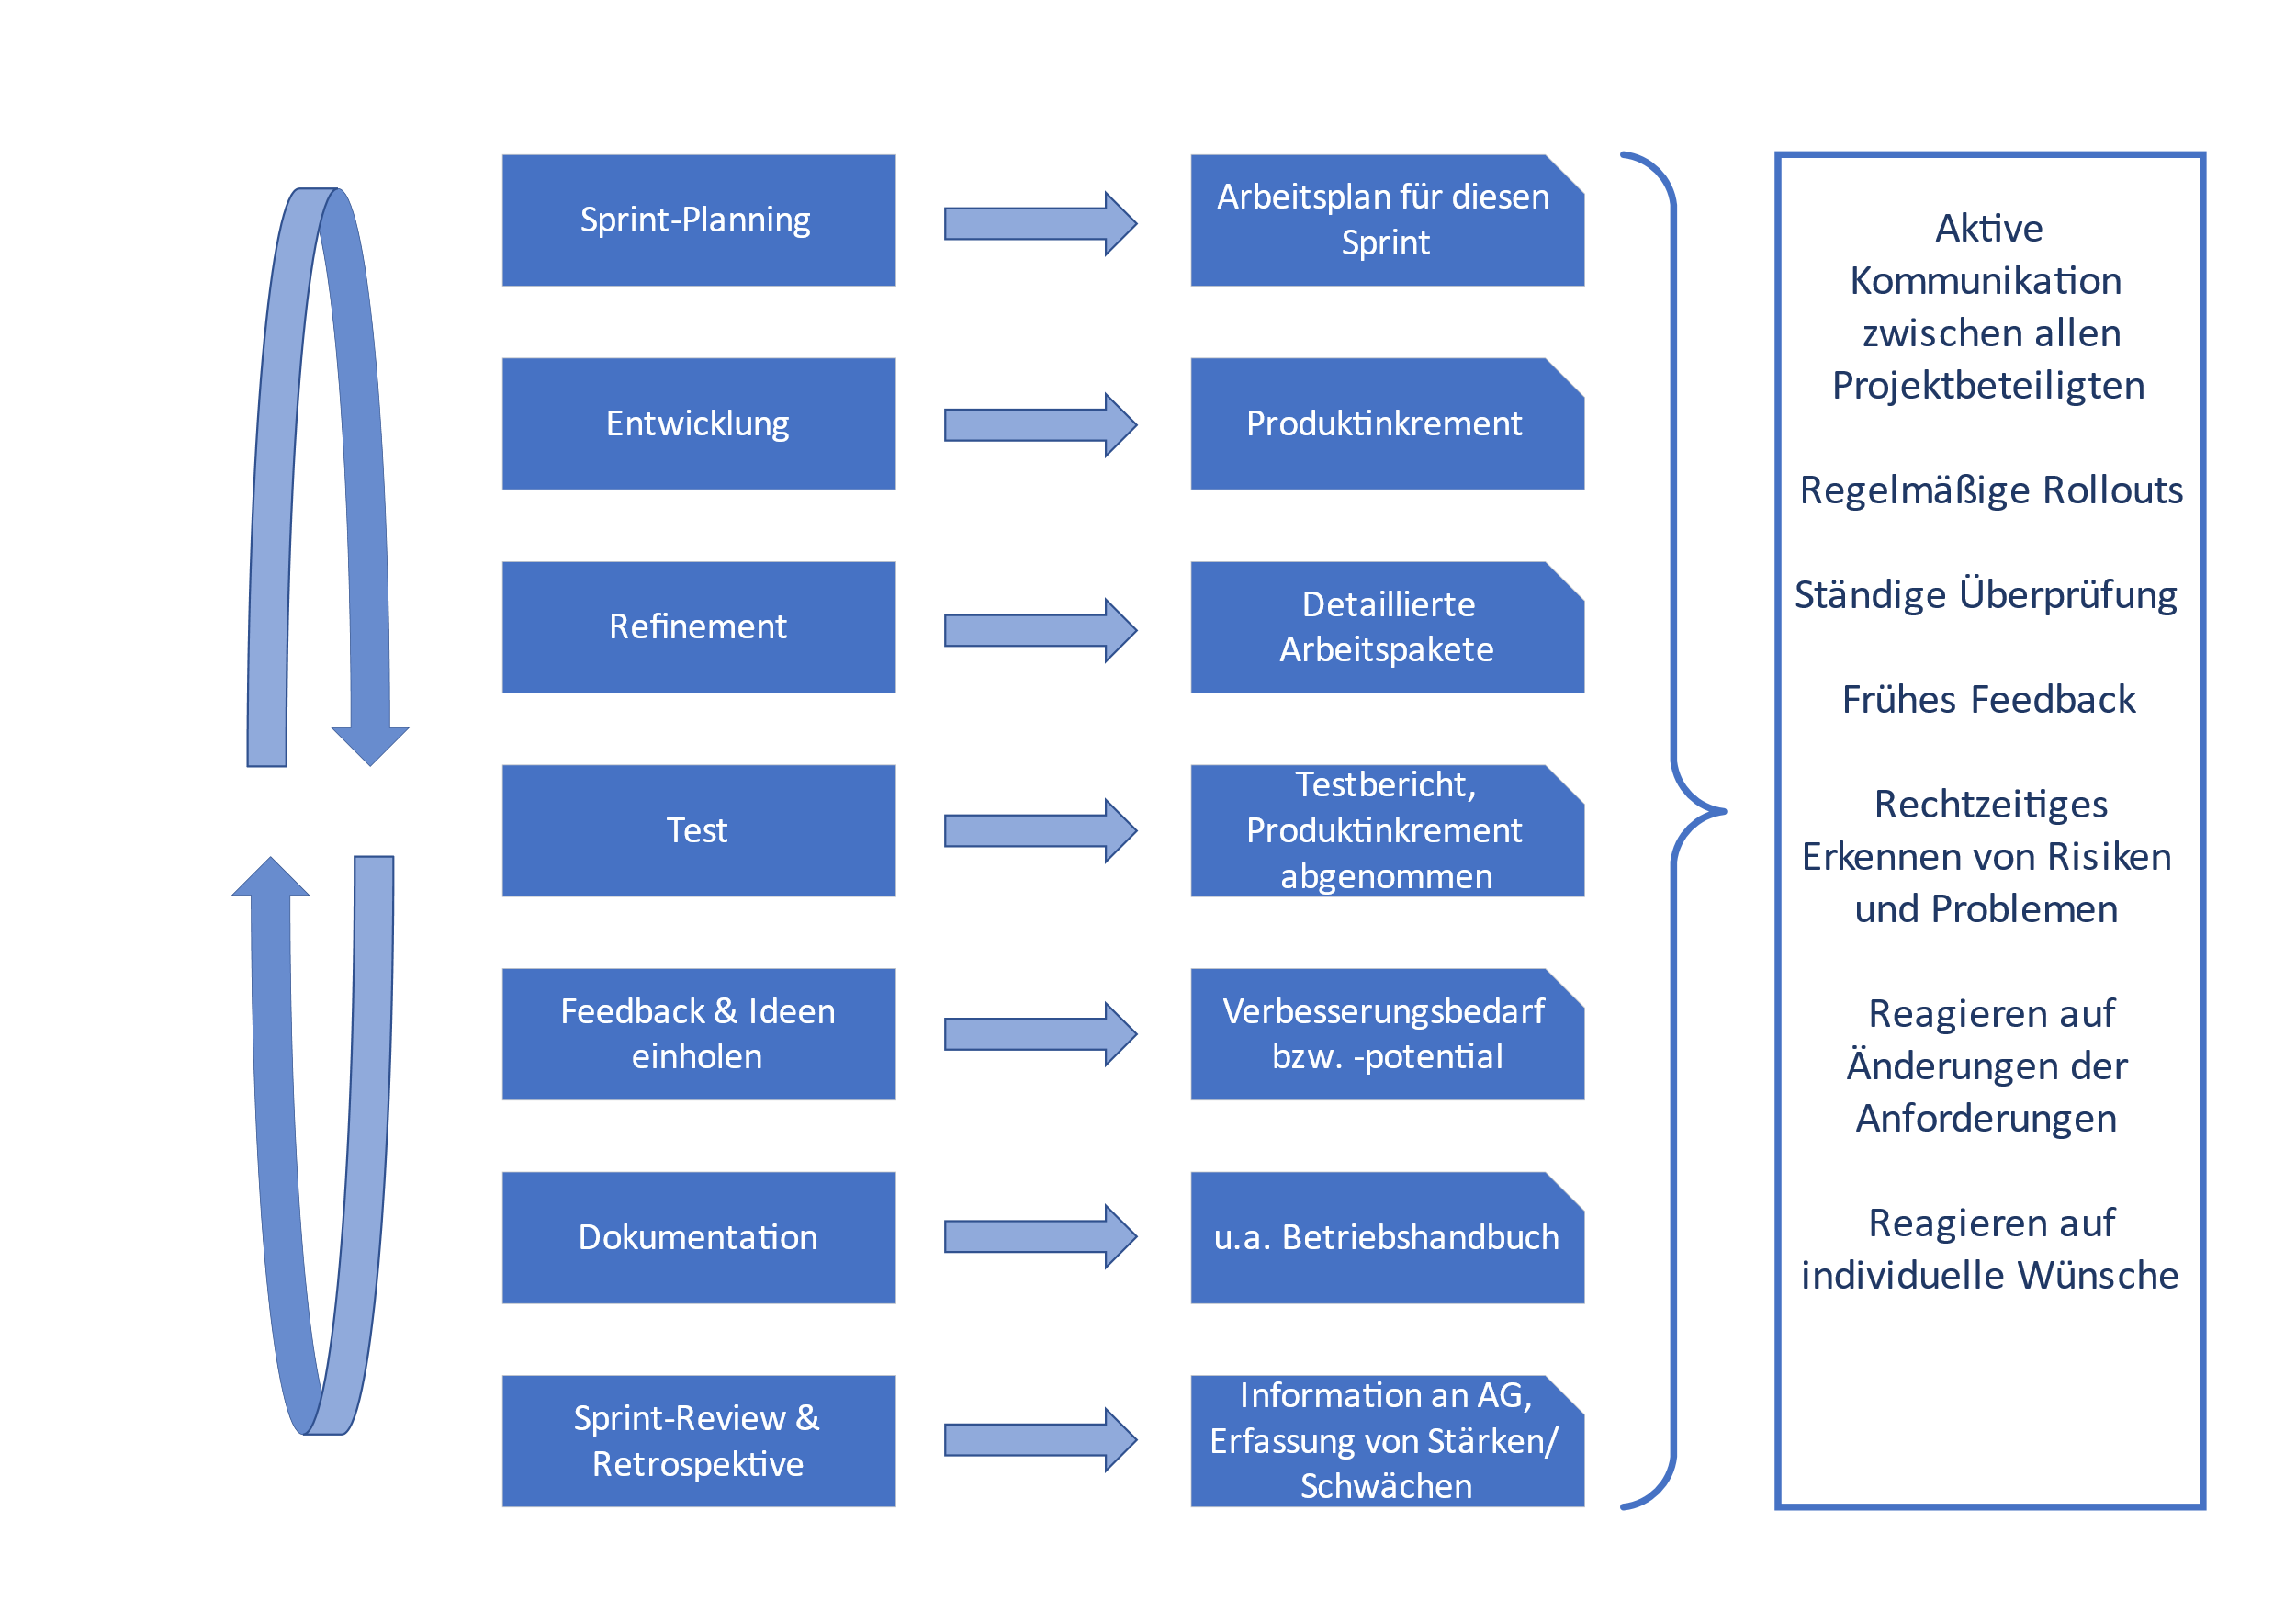 Sprint-Planning
Arbeitsplan für diesen
Sprint
Entwicklung
Produktinkrement
Refinement
Detaillierte
Arbeitspakete
Test
Testbericht,
Produktinkrement
abgenommen
Feedback & Ideen
einholen
Verbesserungsbedarf
bzw. -potential
Dokumentation
u.a. Betriebshandbuch
Sprint-Review &
Retrospektive
Information an AG,
Erfassung von Stärken/
Schwächen
Aktive
Kommunikation
zwischen allen
Projektbeteiligten
Regelmäßige Rollouts
Ständige Überprüfung
Frühes Feedback
Rechtzeitiges
Erkennen von Risiken
und Problemen
Reagieren auf
Änderungen der
Anforderungen
Reagieren auf
individuelle Wünsche